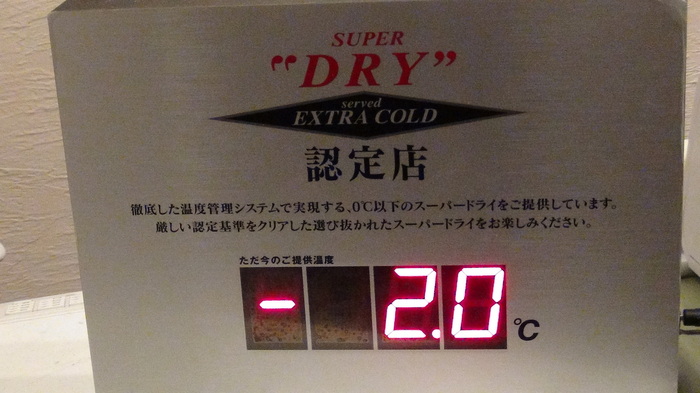 SUPER
"DRY"
served
EXTRA COLD
認定店
徹底した温度管理システムで実現する、0℃以下のスーパードライをご提供しています。
厳しい認定基準をクリアした選び抜かれたスーパードライをお楽しみください。
ただ今のご提供温度
-2.0℃